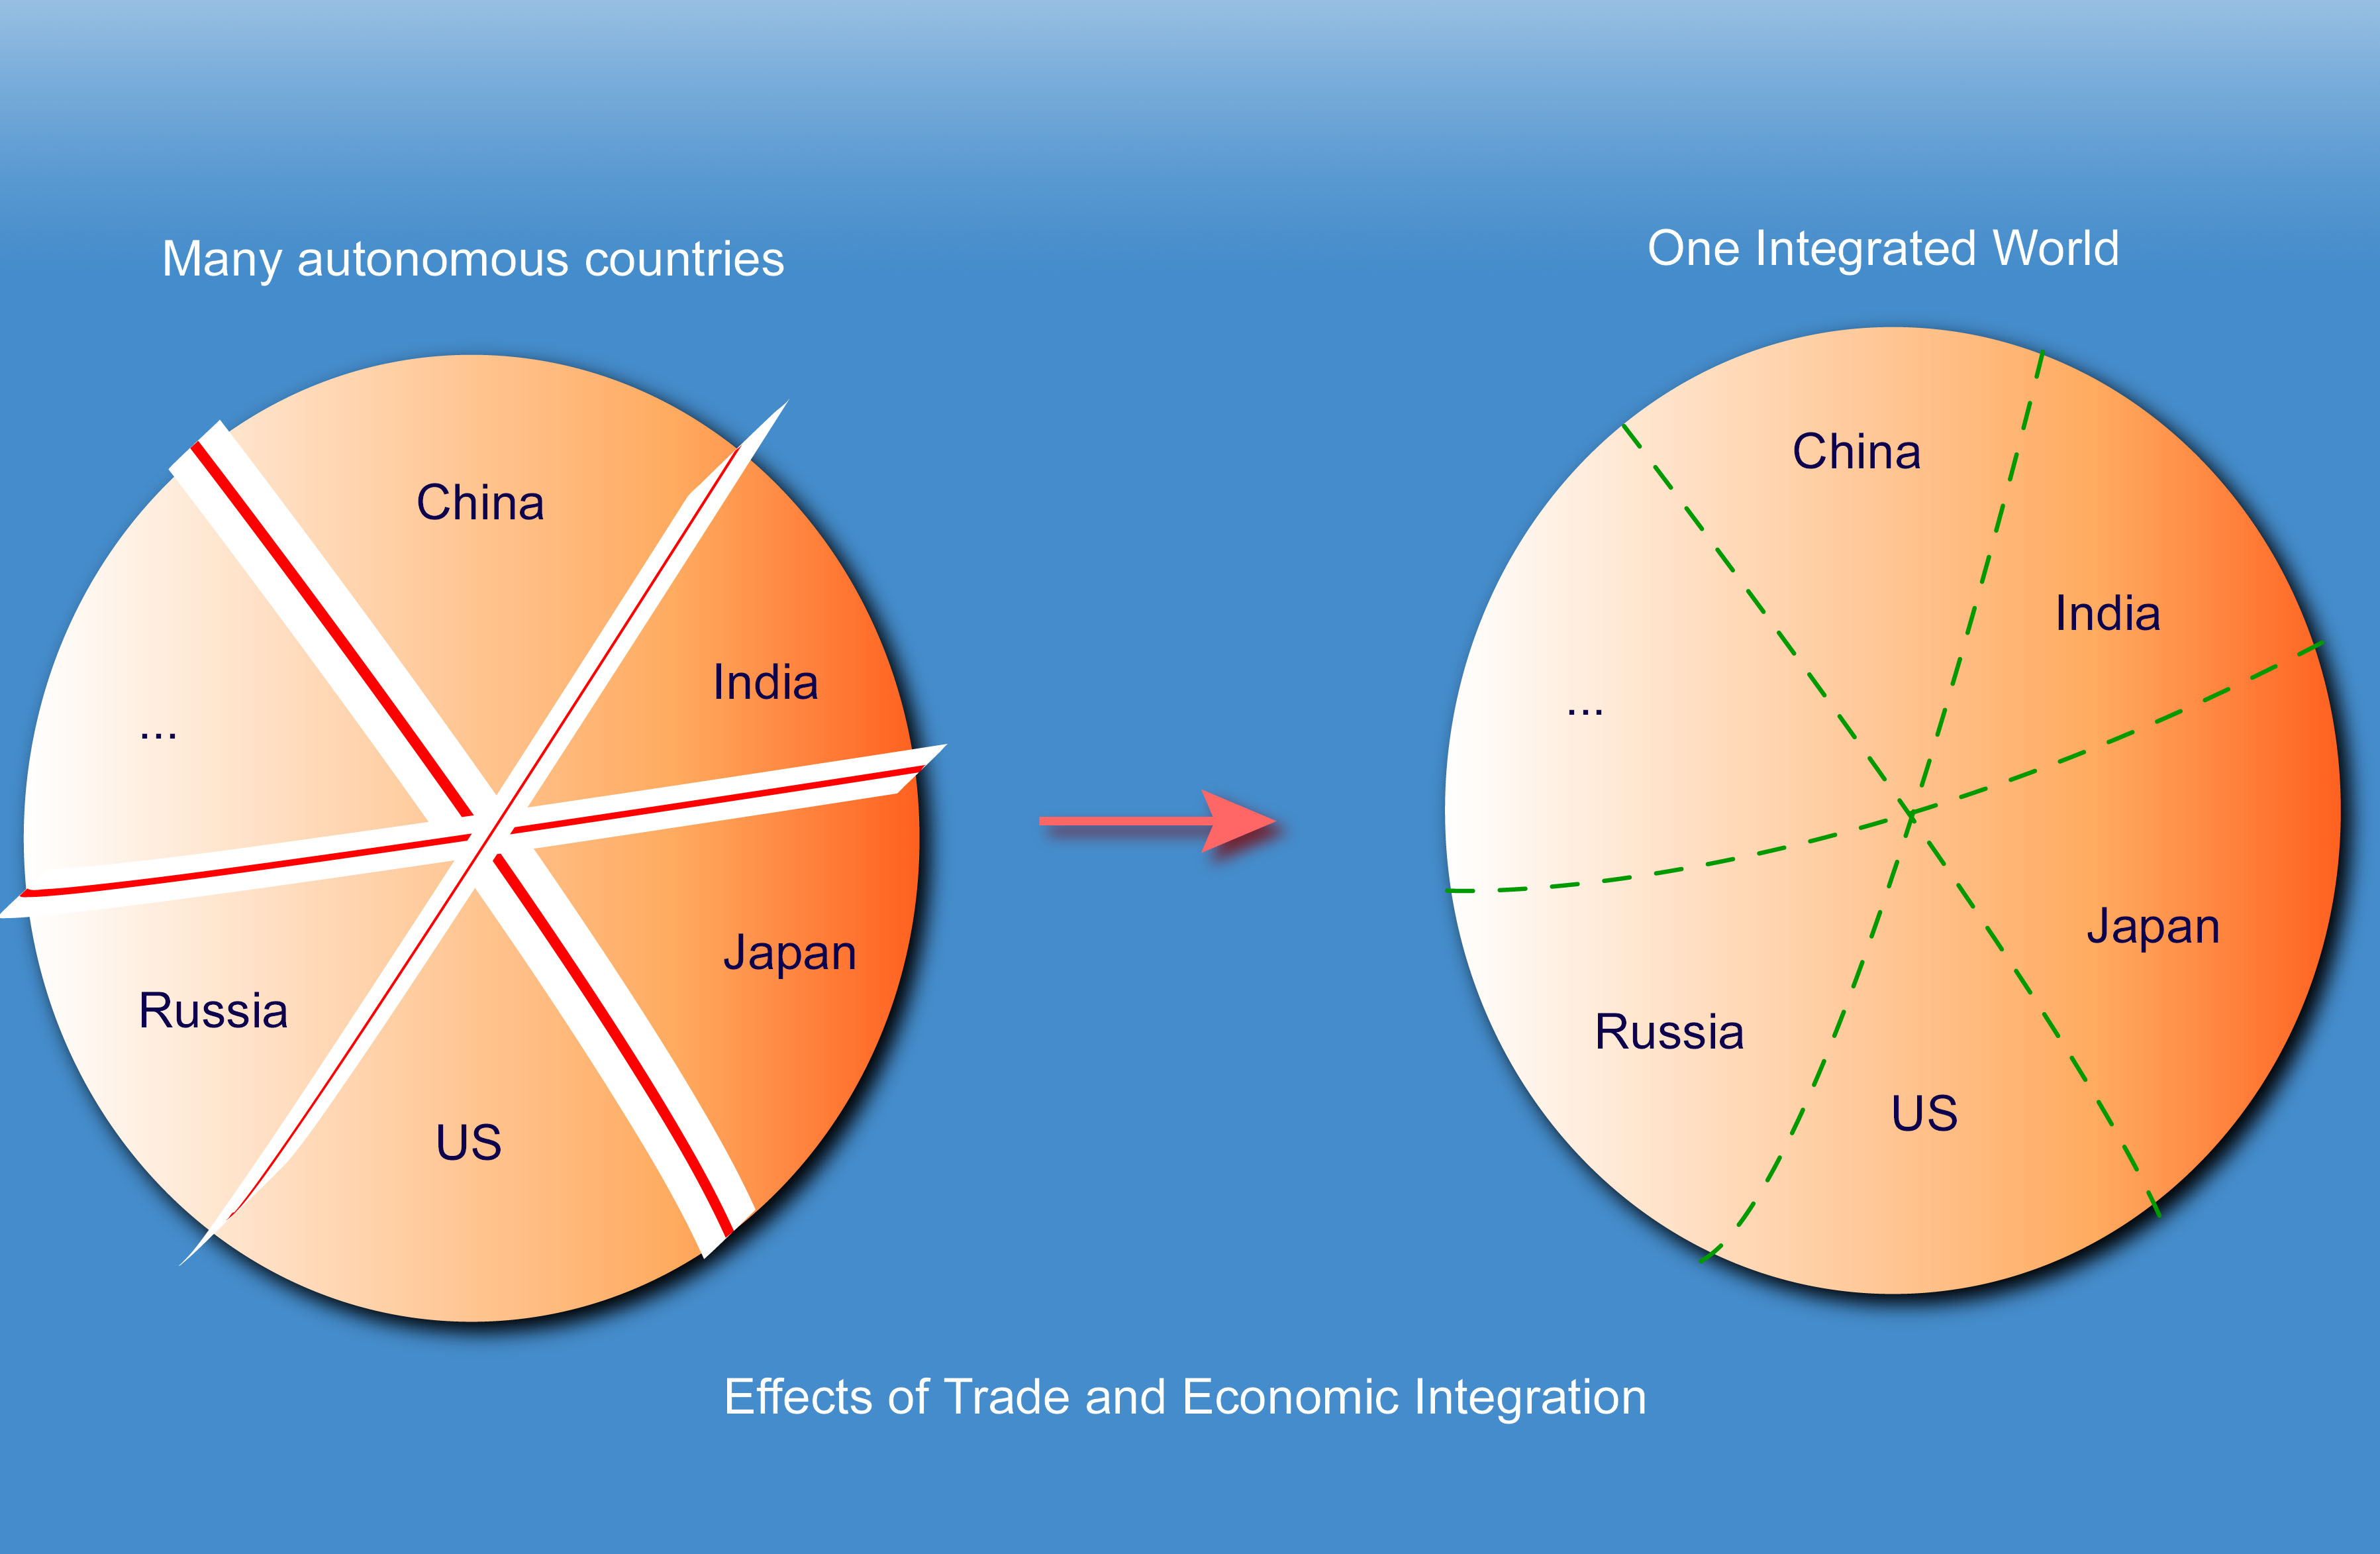 Many autonomous countries
China
India
...
Japan
Russia
US
One Integrated World
China
India
...
Japan
Russia
US
Effects of Trade and Economic Integration